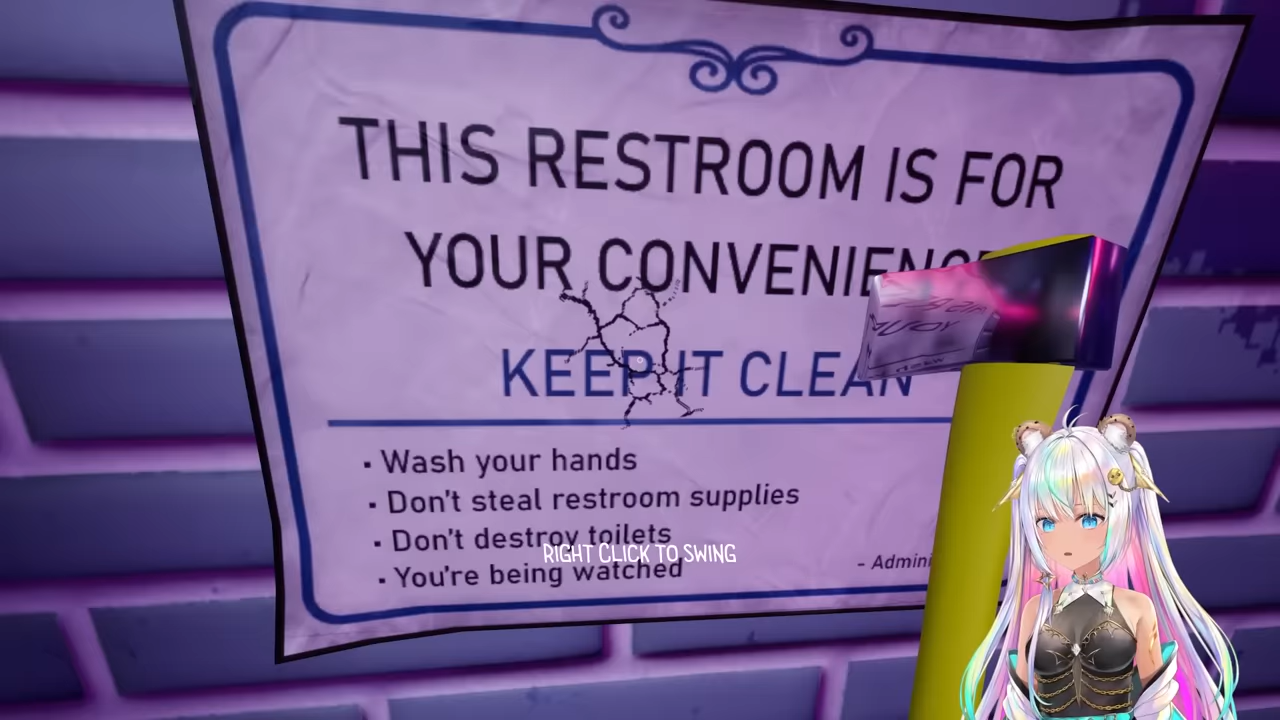 THIS RESTROOM IS FOR
YOUR CONVENIENCE
KEEP IT CLEAN
▪ Wash your hands
▪ Don't steal restroom supplies
▪ Don't destroy toilets
RIGHT CLICK TO SWING
▪ You're being watched
- Admini